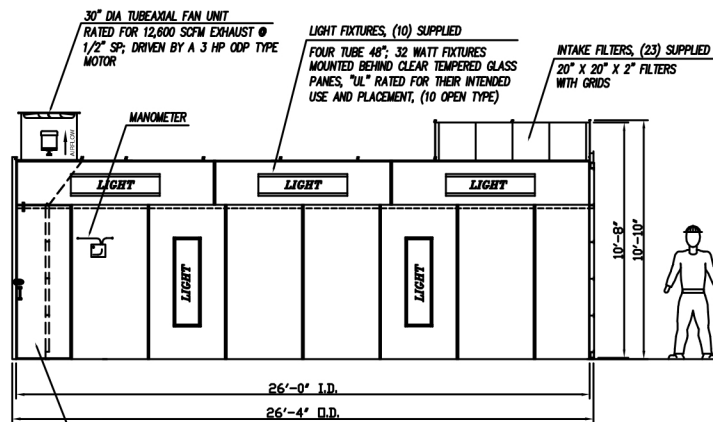 30" DIA TUBEAXIAL FAN UNIT
RATED FOR 12,600 SCFM EXHAUST @
1/2" SP; DRIVEN BY A 3 HP ODP TYPE
MOTOR
LIGHT FIXTURES, (10) SUPPLIED
FOUR TUBE 48"; 32 WATT FIXTURES
MOUNTED BEHIND CLEAR TEMPERED GLASS
PANES, "UL" RATED FOR THEIR INTENDED
USE AND PLACEMENT, (10 OPEN TYPE)
INTAKE FILTERS, (23) SUPPLIED
20" X 20" X 2" FILTERS
WITH GRIDS
MANOMETER
AIRFLOW
LIGHT
LIGHT
LIGHT
LIGHT
LIGHT
10'-8"
10'-10"
26'-0" I.D.
26'-4" O.D.